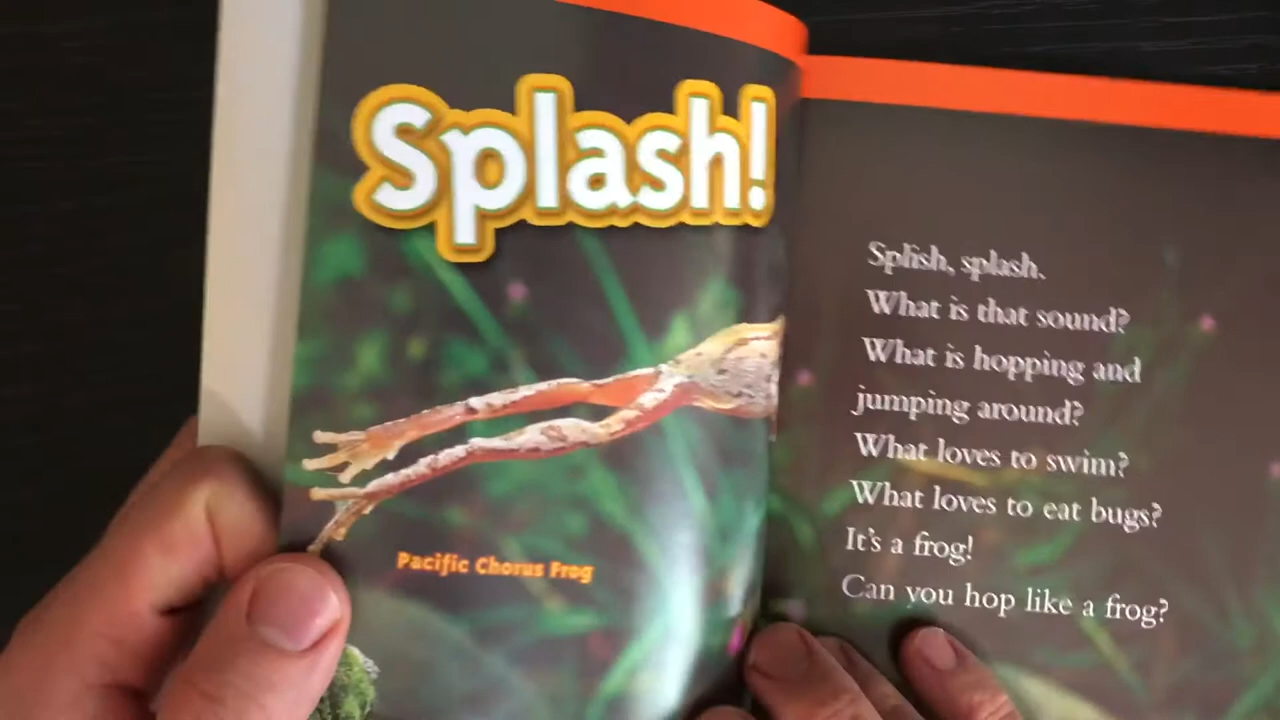 Splash!
Pacific Chorus Frog
Splish, splash.
What is that sound?
What is hopping and
jumping around?
What loves to swim?
What loves to eat bugs?
It's a frog!
Can you hop like a frog?